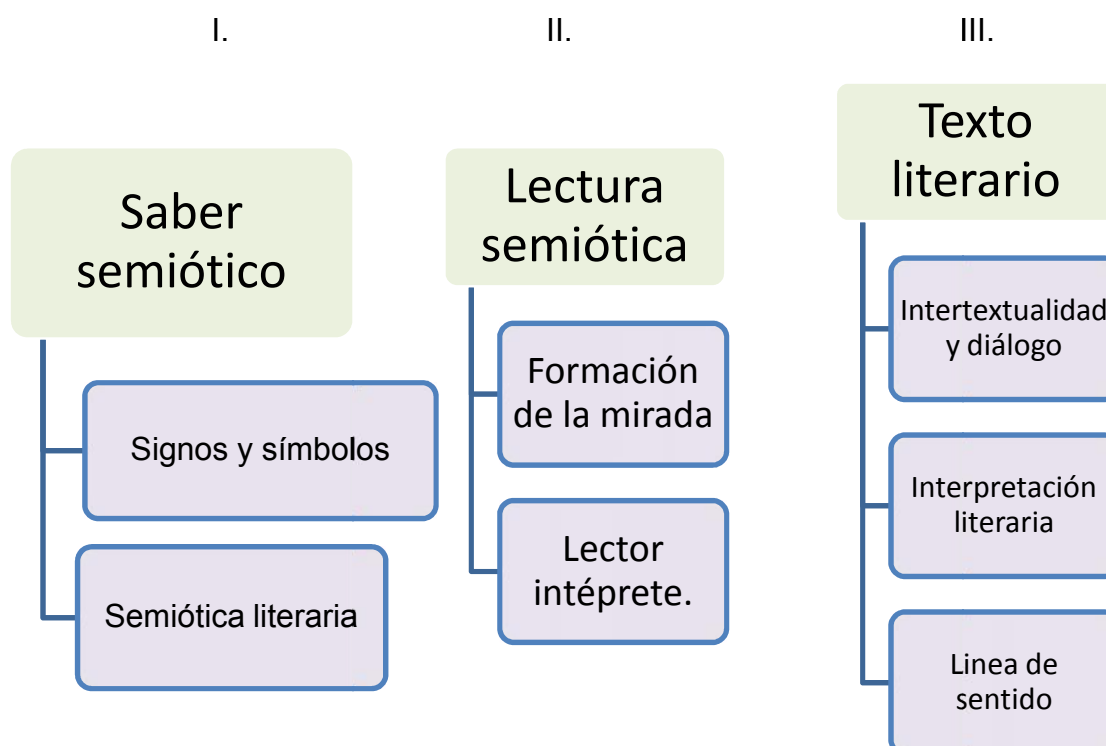 I.
II.
III.
Saber
semiótico
Signos y símbolos
Semiótica literaria
Lectura
semiótica
Formación
de la mirada
Lector
intéprete.
Texto
literario
Intertextualidad
y diálogo
Interpretación
literaria
Linea de
sentido